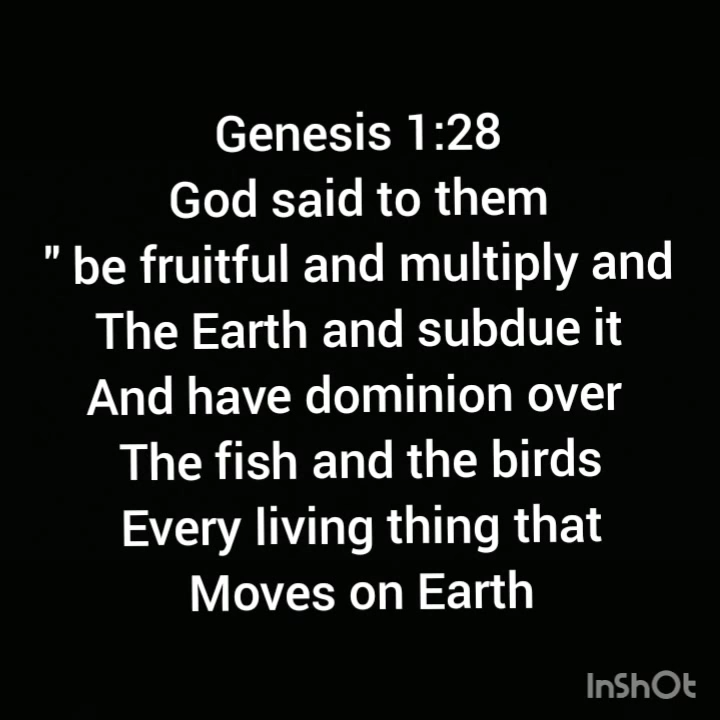 Genesis 1:28
God said to them
" be fruitful and multiply and
The Earth and subdue it
And have dominion over
The fish and the birds
Every living thing that
Moves on Earth
InShOt